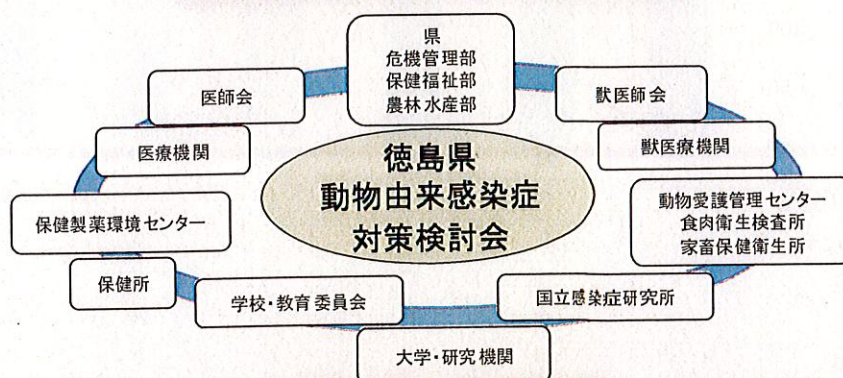 県
危機管理部
保健福祉部
農林水産部
医師会
獣医師会
医療機関
獣医療機関
徳島県
動物由来感染症
対策検討会
保健製薬環境センター
動物愛護管理センター
食肉衛生検査所
家畜保健衛生所
保健所
学校・教育委員会
国立感染症研究所
大学・研究機関